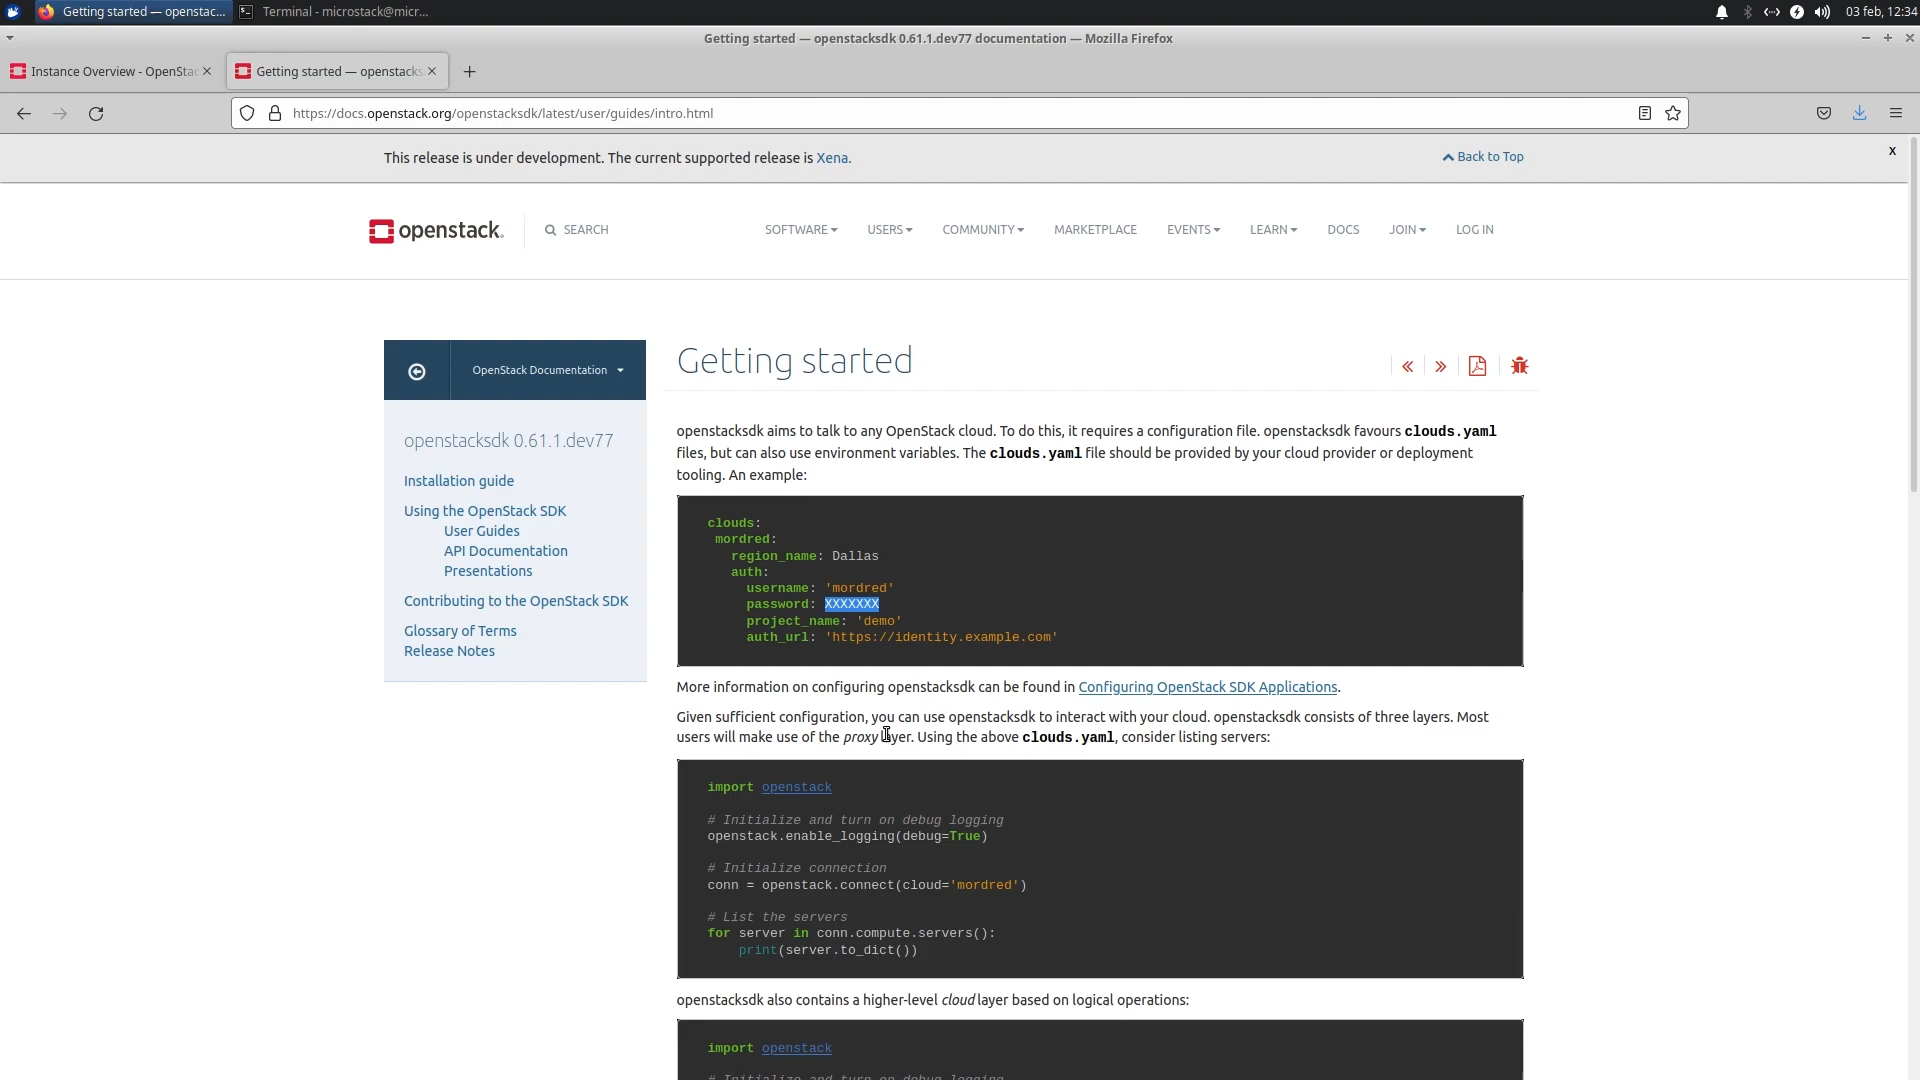 Getting started — openstac...
Terminal - microstack@micr...
03 feb, 12:34
Getting started — openstacksdk 0.61.1.dev77 documentation — Mozilla Firefox
Instance Overview - OpenStac
Getting started — openstacks
https://docs.openstack.org/openstacksdk/latest/user/guides/intro.html
This release is under development. The current supported release is Xena.
Back to Top
x
openstack.
SEARCH
SOFTWARE
USERS
COMMUNITY
MARKETPLACE
EVENTS
LEARN
DOCS
JOIN
LOG IN
OpenStack Documentation
openstacksdk 0.61.1.dev77
Installation guide
Using the OpenStack SDK
User Guides
API Documentation
Presentations
Contributing to the OpenStack SDK
Glossary of Terms
Release Notes
Getting started
openstacksdk aims to talk to any OpenStack cloud. To do this, it requires a configuration file. openstacksdk favours clouds.yaml
files, but can also use environment variables. The clouds.yaml file should be provided by your cloud provider or deployment
tooling. An example:
clouds:
mordred:
region_name: Dallas
auth:
username: 'mordred'
password: XXXXXXX
project_name: 'demo'
auth_url: 'https://identity.example.com'
More information on configuring openstacksdk can be found in Configuring OpenStack SDK Applications.
Given sufficient configuration, you can use openstacksdk to interact with your cloud. openstacksdk consists of three layers. Most
users will make use of the proxy layer. Using the above clouds.yaml, consider listing servers:
import openstack
# Initialize and turn on debug logging
openstack.enable_logging(debug=True)
# Initialize connection
conn = openstack.connect(cloud='mordred')
# List the servers
for server in conn.compute.servers():
print(server.to_dict())
openstacksdk also contains a higher-level cloud layer based on logical operations:
import openstack
# Initialize and turn on debug logging